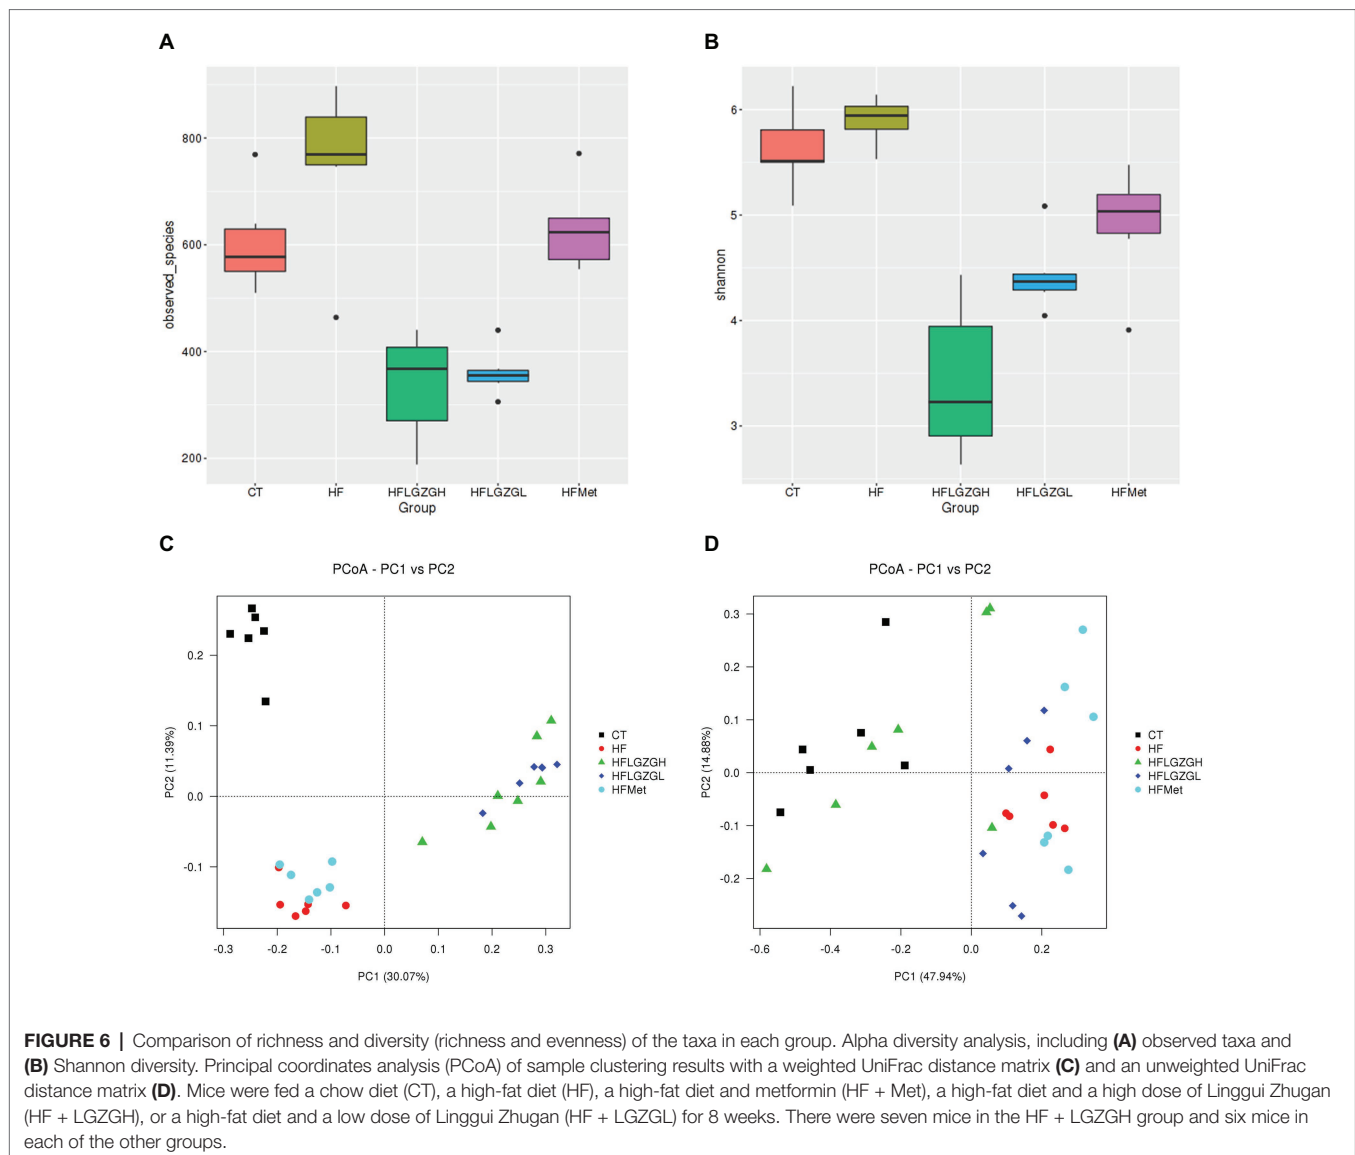 A
B
observed_species
800
600
400
200
CT HF HFLGZGH HFLGZGL HFMet
Group
shannon
6
5
4
3
CT HF HFLGZGH HFLGZGL HFMet
Group
C
D
PCoA - PC1 vs PC2
PC2 (11.39%)
0.2
0.1
0.0
-0.1
-0.3 -0.2 -0.1 0.0 0.1 0.2 0.3
PC1 (30.07%)
CT
HF
HFLGZGH
HFLGZGL
HFMet
PCoA - PC1 vs PC2
PC2 (14.88%)
0.3
0.2
0.1
0.0
-0.1
-0.2
-0.6 -0.4 -0.2 0.0 0.2
PC1 (47.94%)
CT
HF
HFLGZGH
HFLGZGL
HFMet
FIGURE 6 | Comparison of richness and diversity (richness and evenness) of the taxa in each group. Alpha diversity analysis, including (A) observed taxa and
(B) Shannon diversity. Principal coordinates analysis (PCoA) of sample clustering results with a weighted UniFrac distance matrix (C) and an unweighted UniFrac
distance matrix (D). Mice were fed a chow diet (CT), a high-fat diet (HF), a high-fat diet and metformin (HF + Met), a high-fat diet and a high dose of Linggui Zhugan
(HF + LGZGH), or a high-fat diet and a low dose of Linggui Zhugan (HF + LGZGL) for 8 weeks. There were seven mice in the HF + LGZGH group and six mice in
each of the other groups.